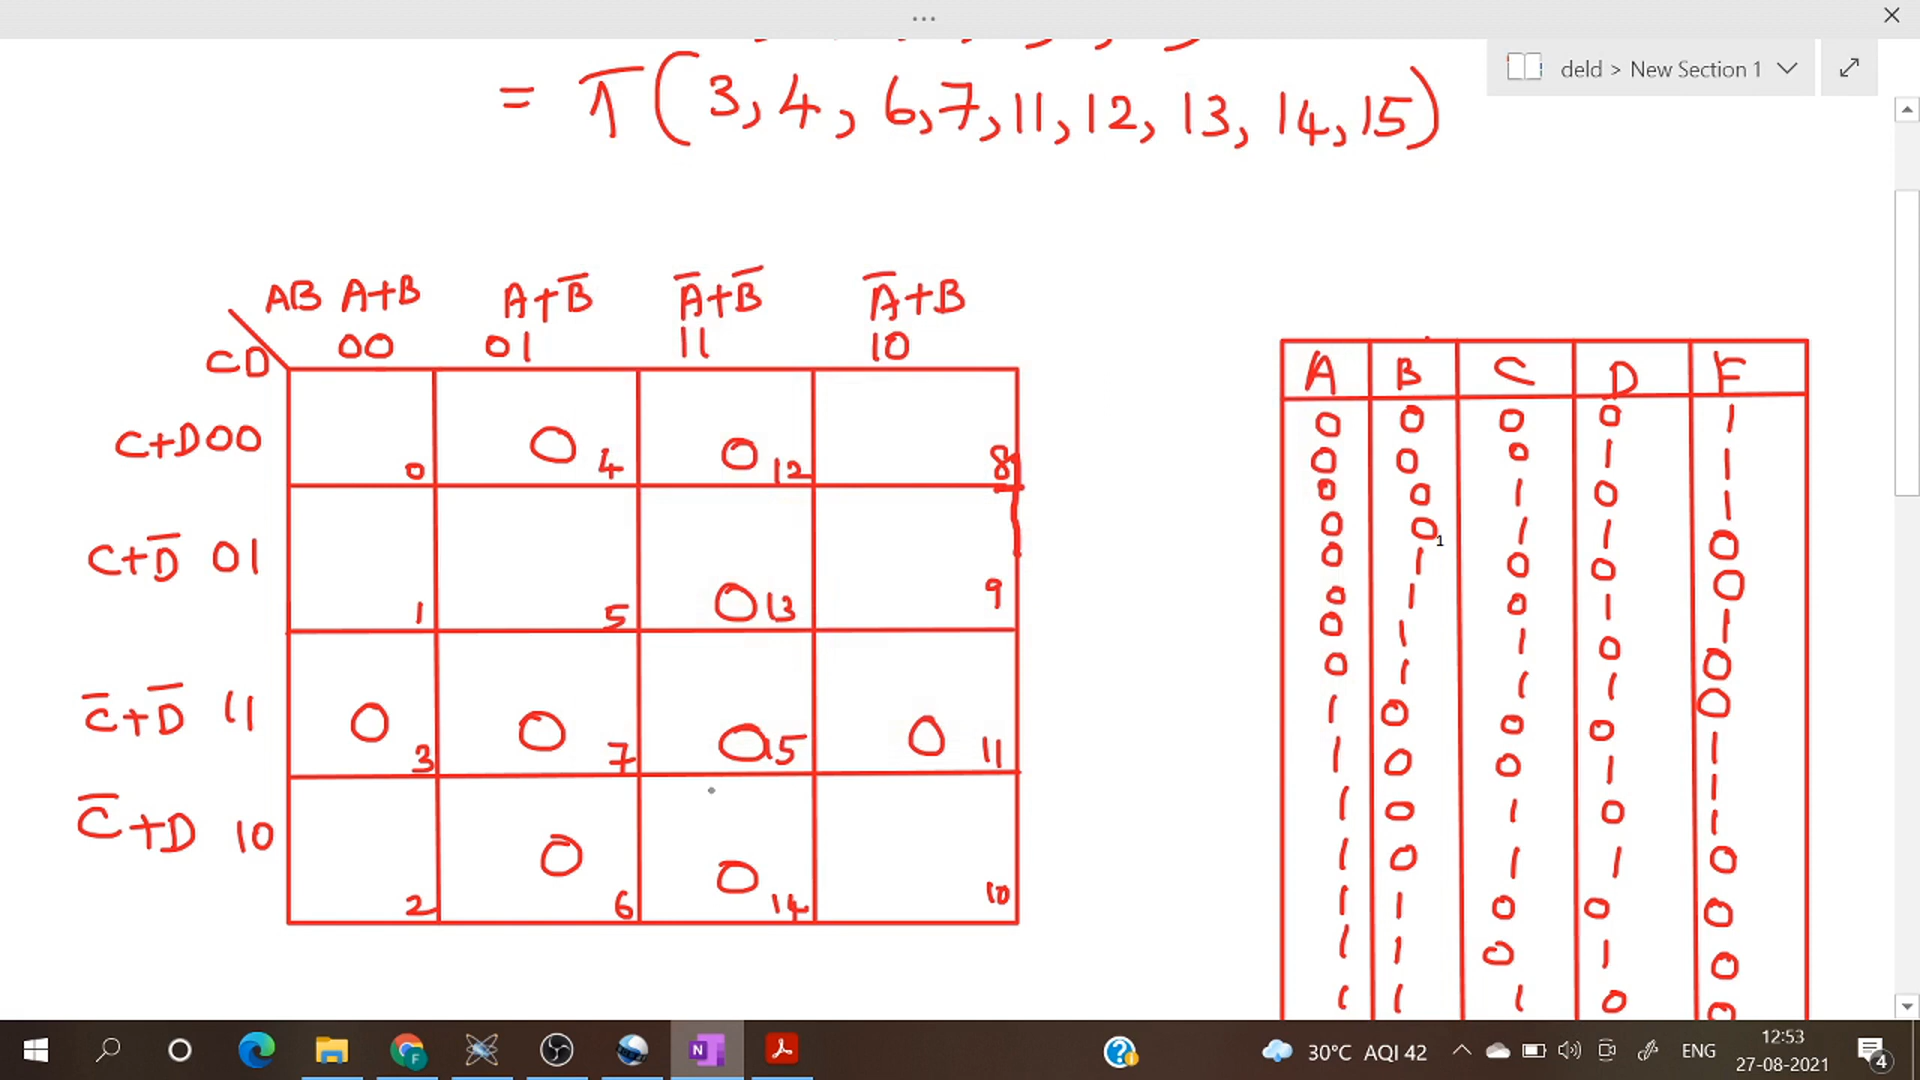 deld > New Section 1
= π(3, 4, 6, 7, 11, 12, 13, 14, 15)
AB A+B A+B̅ A̅+B̅ A̅+B
CD 00 01 11 10
C+D 00 0 0 4 0 12 8
C+D̅ 01 1 5 0 13 9
C̅+D̅ 11 0 3 0 7 0 15 0 11
C̅+D 10 2 0 6 0 14 10
A B C D F
0 0 0 0 1
0 0 0 1 1
0 0 1 0 1
0 0 1 1 0
1
0 1 0 0 0
0 1 0 1 1
0 1 1 0 0
0 1 1 1 0
1 0 0 0 1
1 0 0 1 1
1 0 1 0 1
1 0 1 1 0
1 1 0 0 0
1 1 0 1 0
1 1 1 0 0
30°C AQI 42
ENG
12:53
27-08-2021
4